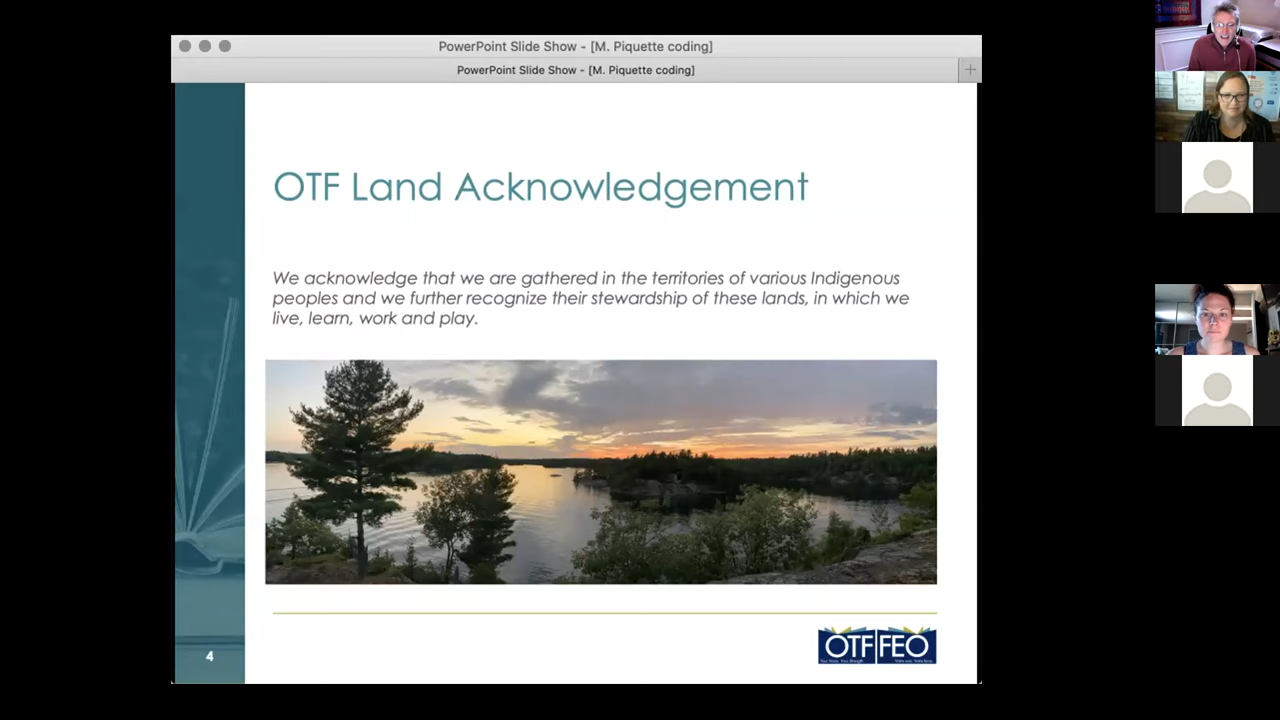 PowerPoint Slide Show - [M. Piquette coding]
PowerPoint Slide Show - [M. Piquette coding]
OTF Land Acknowledgement
We acknowledge that we are gathered in the territories of various Indigenous
peoples and we further recognize their stewardship of these lands, in which we
live, learn, work and play.
OTF FEO
4